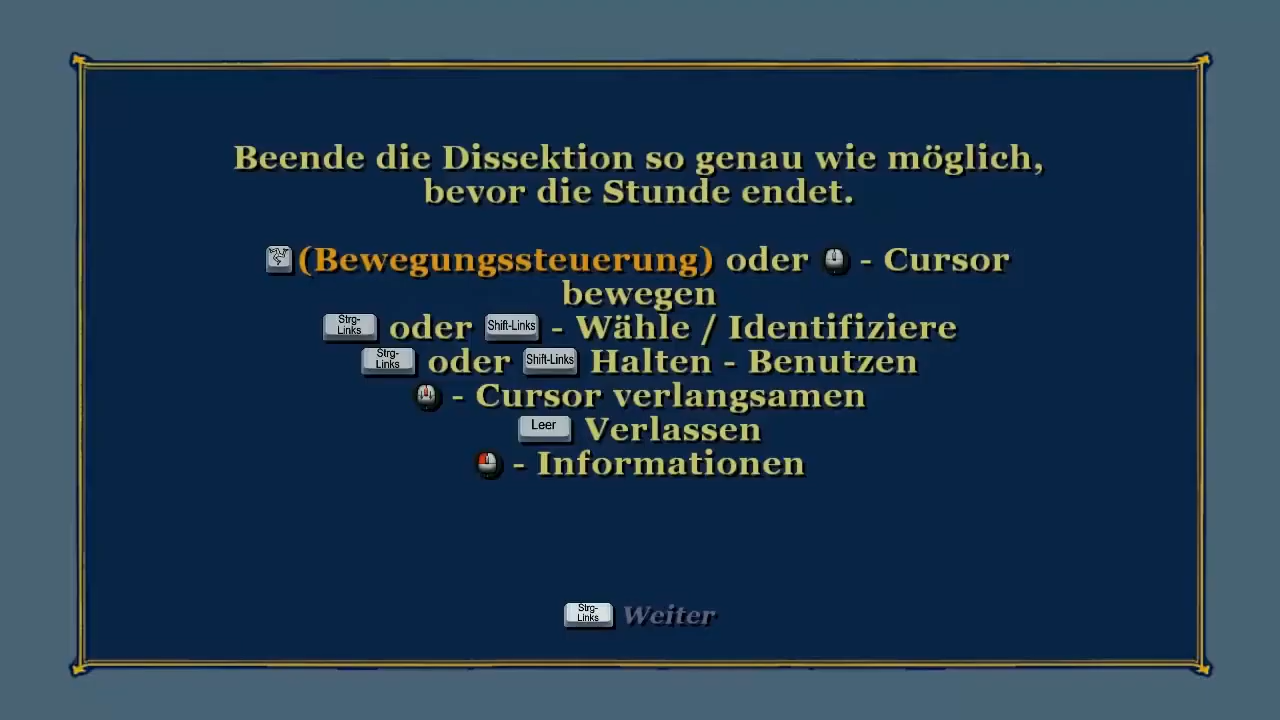 Beende die Dissektion so genau wie möglich,
bevor die Stunde endet.
(Bewegungssteuerung) oder - Cursor
bewegen
Strg-Links oder Shift-Links - Wähle / Identifiziere
Strg-Links oder Shift-Links Halten - Benutzen
- Cursor verlangsamen
Leer Verlassen
- Informationen
Strg-Links Weiter